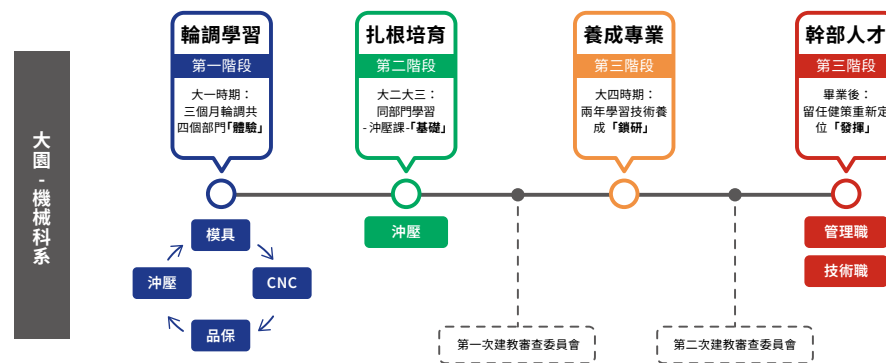 大園-機械科系
輪調學習
第一階段
大一時期：
三個月輪調共
四個部門「體驗」
扎根培育
第二階段
大二大三：
同部門學習
-沖壓課-「基礎」
養成專業
第三階段
大四時期：
兩年學習技術養
成「鎖研」
幹部人才
第三階段
畢業後：
留任健策重新定
位「發揮」
模具
沖壓
CNC
品保
沖壓
管理職
技術職
第一次建教審查委員會
第二次建教審查委員會